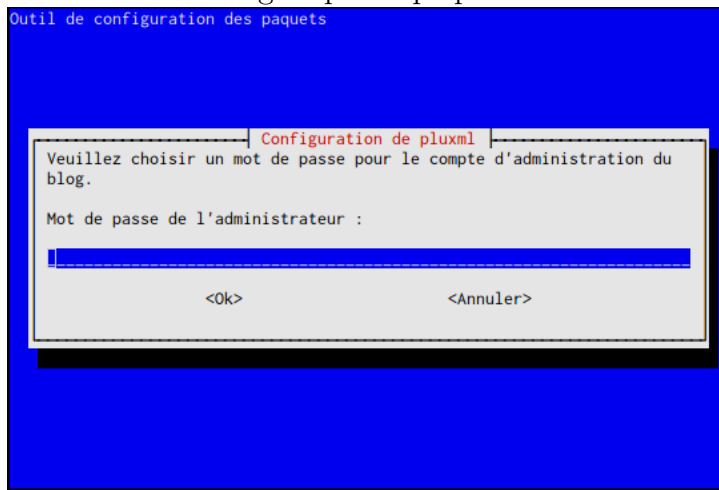 Outil de configuration des paquets
Configuration de pluxml
Veuillez choisir un mot de passe pour le compte d'administration du
blog.
Mot de passe de l'administrateur :
<Ok> <Annuler>